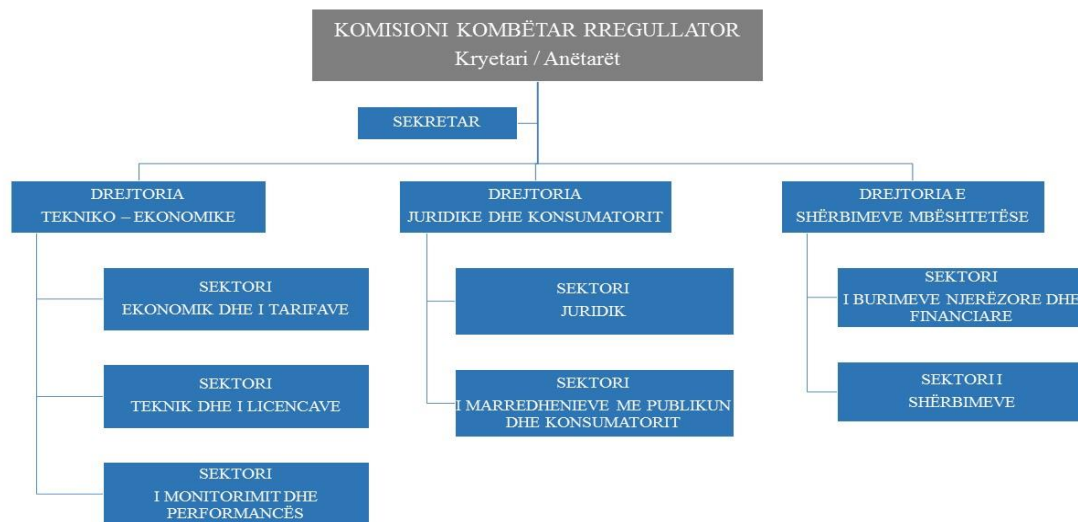 KOMISIONI KOMBËTAR RREGULLATOR
Kryetari / Anëtarët
SEKRETAR
DREJTORIA
TEKNIKO – EKONOMIKE
SEKTORI
EKONOMIK DHE I TARIFAVE
SEKTORI
TEKNIK DHE I LICENCAVE
SEKTORI
I MONITORIMIT DHE
PERFORMANCËS
DREJTORIA
JURIDIKE DHE KONSUMATORIT
SEKTORI
JURIDIK
SEKTORI
I MARREDHENIEVE ME PUBLIKUN
DHE KONSUMATORIT
DREJTORIA E
SHËRBIMEVE MBËSHTETËSE
SEKTORI
I BURIMEVE NJERËZORE DHE
FINANCIARE
SEKTORI I
SHËRBIMEVE